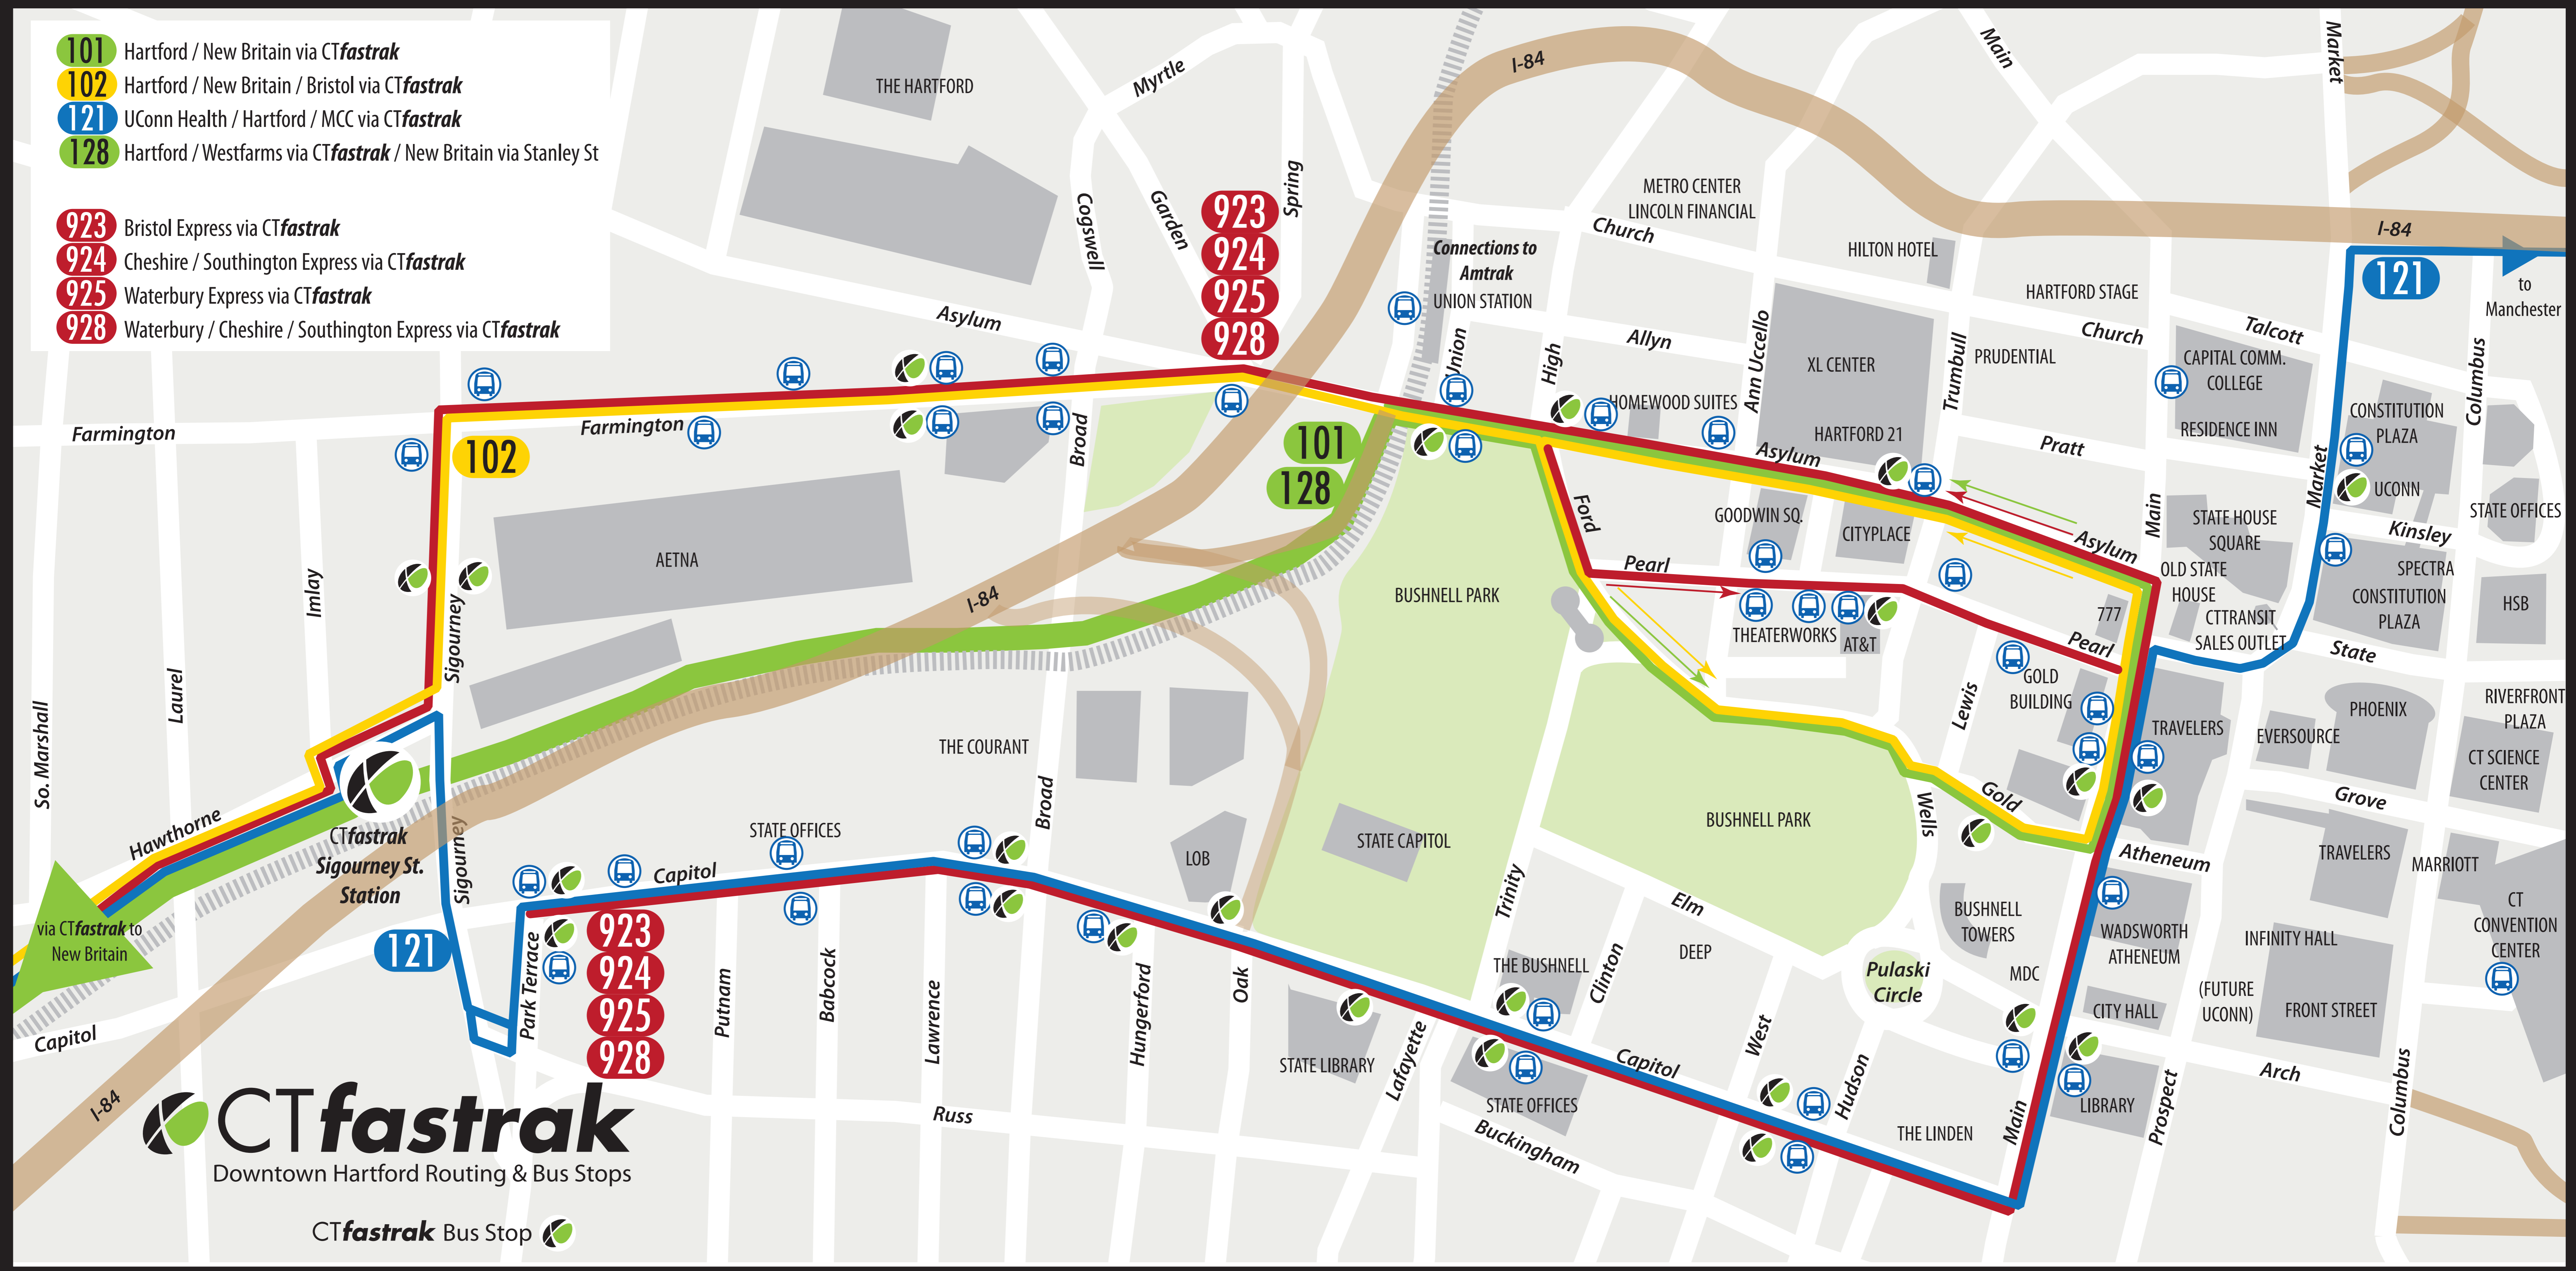 101 Hartford / New Britain via CTfastrak
102 Hartford / New Britain / Bristol via CTfastrak
121 UConn Health / Hartford / MCC via CTfastrak
128 Hartford / Westfarms via CTfastrak / New Britain via Stanley St
923 Bristol Express via CTfastrak
924 Cheshire / Southington Express via CTfastrak
925 Waterbury Express via CTfastrak
928 Waterbury / Cheshire / Southington Express via CTfastrak
THE HARTFORD
Myrtle
Cogswell
Garden
Spring
923
924
925
928
Asylum
I-84
Main
Market
METRO CENTER
LINCOLN FINANCIAL
Church
Connections to
Amtrak
UNION STATION
Union
High
Allyn
Ann Uccello
HILTON HOTEL
XL CENTER
Trumbull
HARTFORD STAGE
PRUDENTIAL
Church
Talcott
I-84
121
to
Manchester
CAPITAL COMM.
COLLEGE
RESIDENCE INN
Columbus
CONSTITUTION
PLAZA
Farmington
Farmington
102
Broad
101
128
HOMEWOOD SUITES
HARTFORD 21
Asylum
Pratt
Main
Market
UCONN
STATE OFFICES
Kinsley
STATE HOUSE
SQUARE
SPECTRA
CONSTITUTION
PLAZA
HSB
Ford
GOODWIN SQ.
CITYPLACE
Asylum
OLD STATE
HOUSE
CTTRANSIT
SALES OUTLET
State
777
Pearl
Pearl
THEATERWORKS
AT&T
GOLD
BUILDING
Lewis
AETNA
I-84
BUSHNELL PARK
Imlay
Sigourney
Laurel
So. Marshall
Hawthorne
THE COURANT
TRAVELERS
EVERSOURCE
PHOENIX
RIVERFRONT
PLAZA
CT SCIENCE
CENTER
Grove
Gold
Wells
BUSHNELL PARK
CTfastrak
Sigourney St.
Station
Sigourney
STATE OFFICES
Capitol
Broad
LOB
STATE CAPITOL
Trinity
Elm
Atheneum
TRAVELERS
MARRIOTT
CT
CONVENTION
CENTER
via CTfastrak to
New Britain
121
Park Terrace
923
924
925
928
Putnam
Babcock
Lawrence
Hungerford
Oak
THE BUSHNELL
Clinton
DEEP
Pulaski
Circle
BUSHNELL
TOWERS
MDC
WADSWORTH
ATHENEUM
INFINITY HALL
(FUTURE
UCONN)
FRONT STREET
CITY HALL
Capitol
I-84
STATE LIBRARY
Lafayette
STATE OFFICES
Capitol
West
Hudson
Arch
LIBRARY
Prospect
Columbus
THE LINDEN
Main
Russ
Buckingham
CTfastrak
Downtown Hartford Routing & Bus Stops
CTfastrak Bus Stop